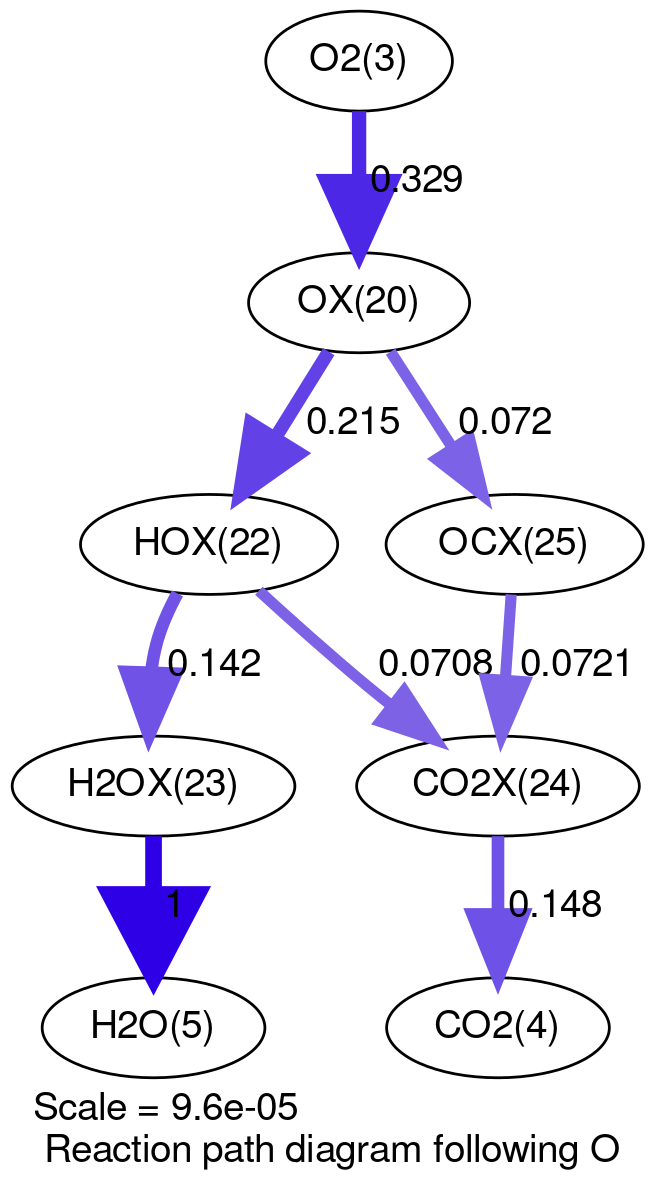 O2(3)
0.329
OX(20)
0.215
0.072
HOX(22)
OCX(25)
0.142
0.0708
0.0721
H2OX(23)
CO2X(24)
1
0.148
H2O(5)
CO2(4)
Scale = 9.6e-05
Reaction path diagram following O